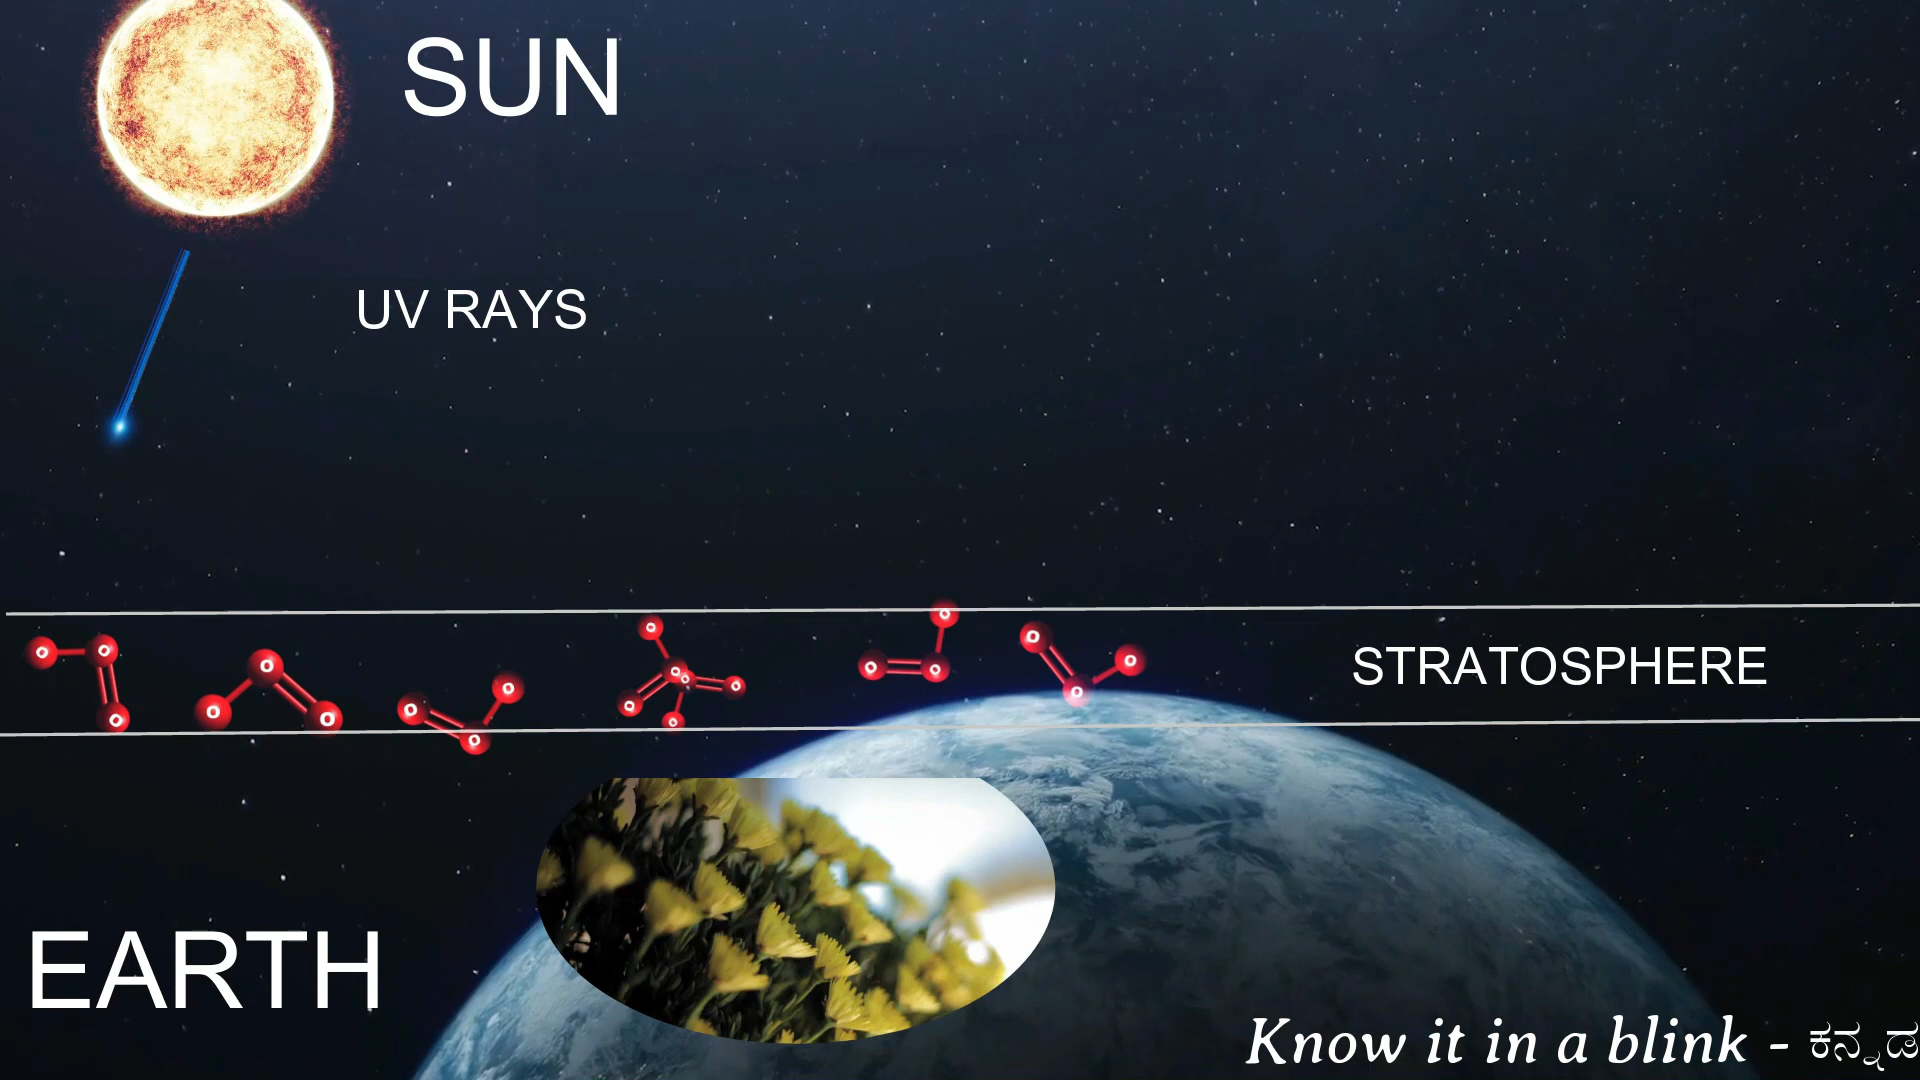 SUN
UV RAYS
O O O
O O O
O O O
O O O O O O
O O O
O O O
STRATOSPHERE
EARTH
Know it in a blink - ಕನ್ನಡ